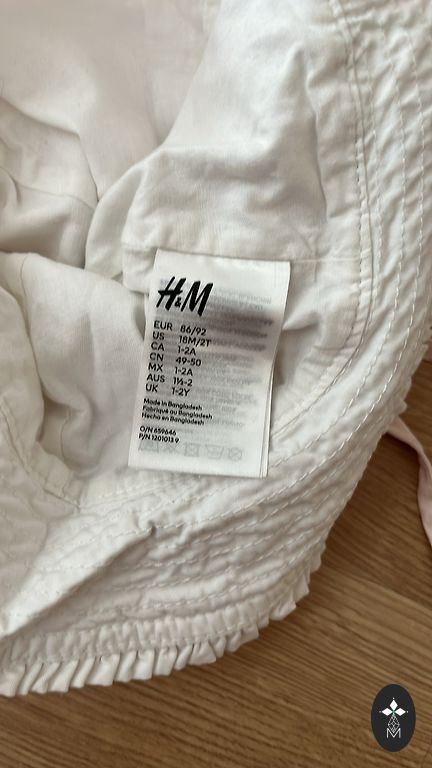 H&M
EUR 86/92
US 18M/2T
CA 1-2A
CN 49-50
MX 1-2A
AUS 1½-2
UK 1-2Y
Made in Bangladesh
Fabriqué au Bangladesh
Hecho en Bangladesh
O/N 659646
P/N 1201013 9
M